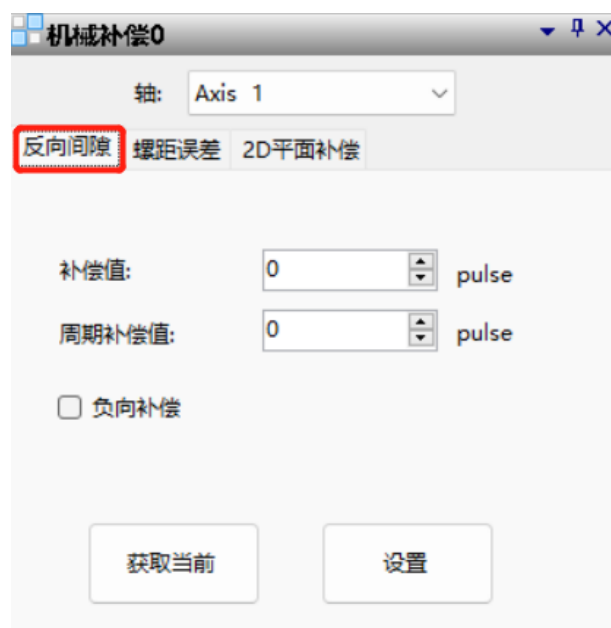 机械补偿0
轴: Axis 1
反向间隙 螺距误差 2D平面补偿
补偿值: 0 pulse
周期补偿值: 0 pulse
负向补偿
获取当前 设置